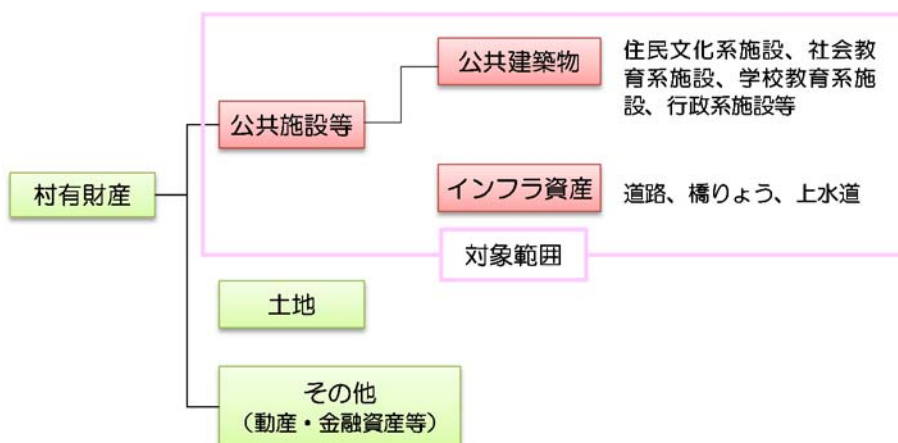 公共建築物
住民文化系施設、社会教
育系施設、学校教育系施
設、行政系施設等
公共施設等
村有財産
インフラ資産
道路、橋りょう、上水道
対象範囲
土地
その他
（動産・金融資産等）